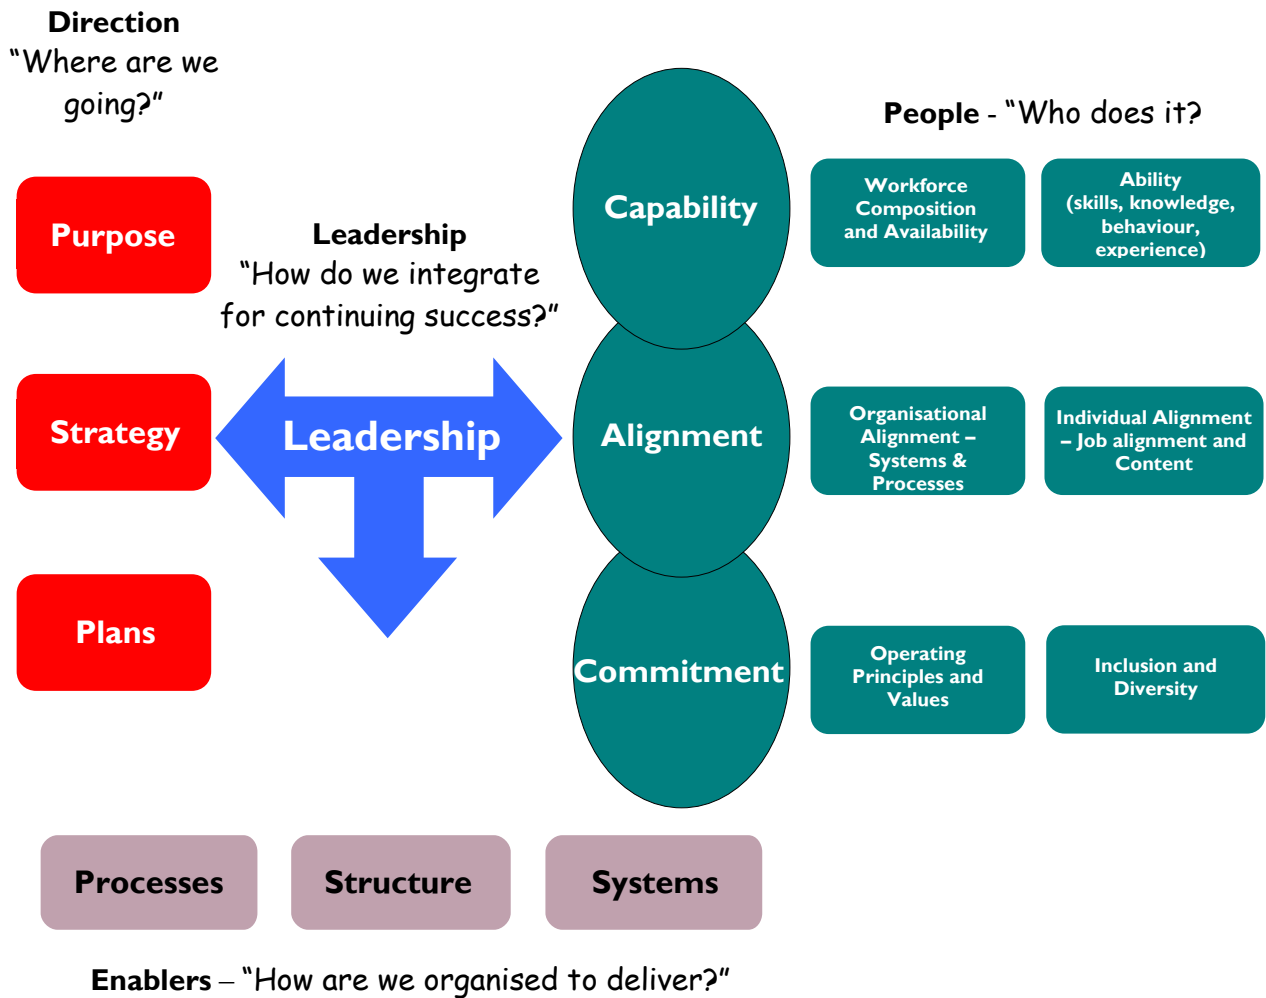 Direction
“Where are we
going?”
Purpose
Strategy
Plans
Leadership
“How do we integrate
for continuing success?”
Leadership
Capability
Alignment
Commitment
People - “Who does it?
Workforce
Composition
and Availability
Ability
(skills, knowledge,
behaviour,
experience)
Organisational
Alignment –
Systems &
Processes
Individual Alignment
– Job alignment and
Content
Operating
Principles and
Values
Inclusion and
Diversity
Processes
Structure
Systems
Enablers – “How are we organised to deliver?”